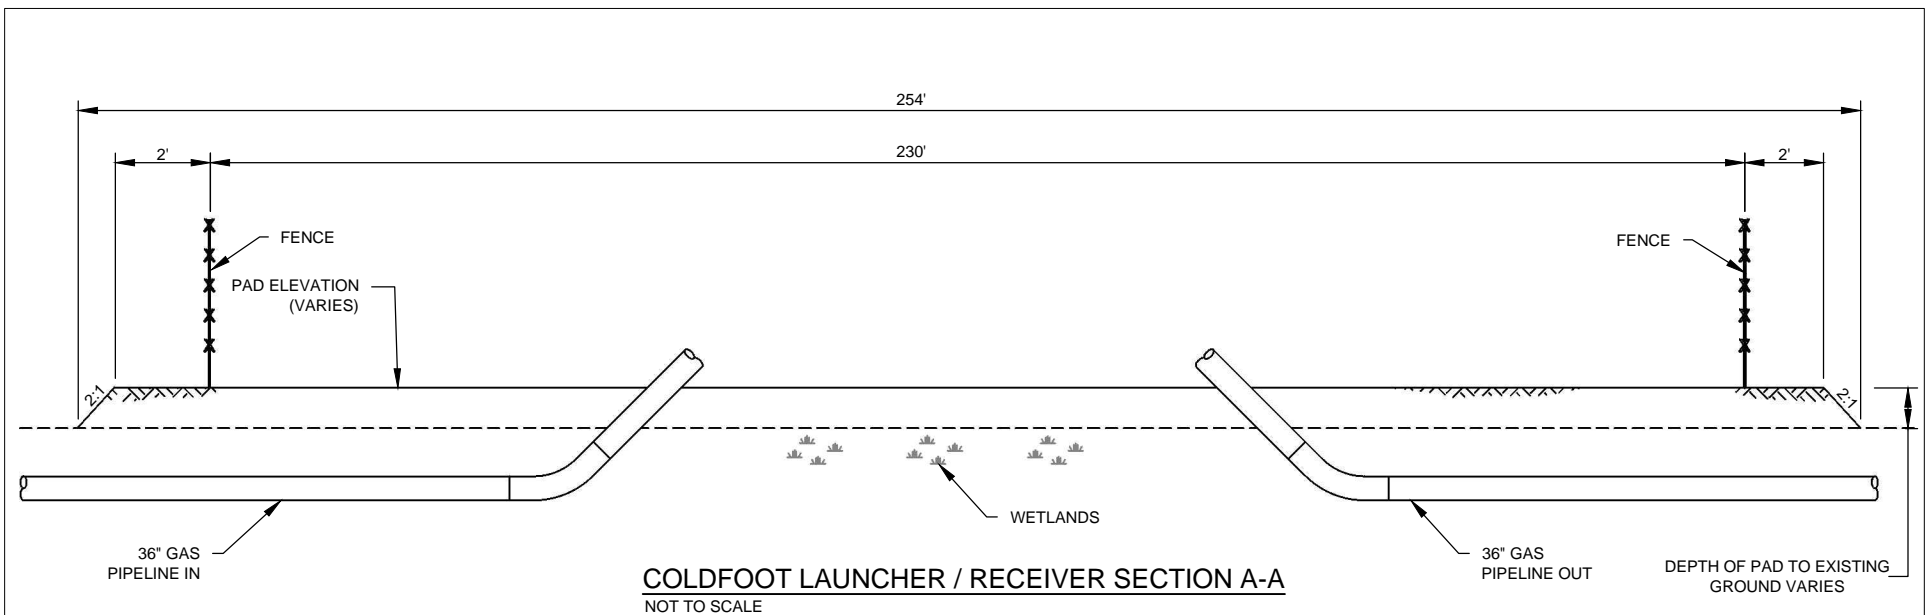 254'
2'
230'
2'
FENCE
FENCE
PAD ELEVATION
(VARIES)
2:1
2:1
WETLANDS
36" GAS
PIPELINE IN
36" GAS
PIPELINE OUT
DEPTH OF PAD TO EXISTING
GROUND VARIES
COLDFOOT LAUNCHER / RECEIVER SECTION A-A
NOT TO SCALE